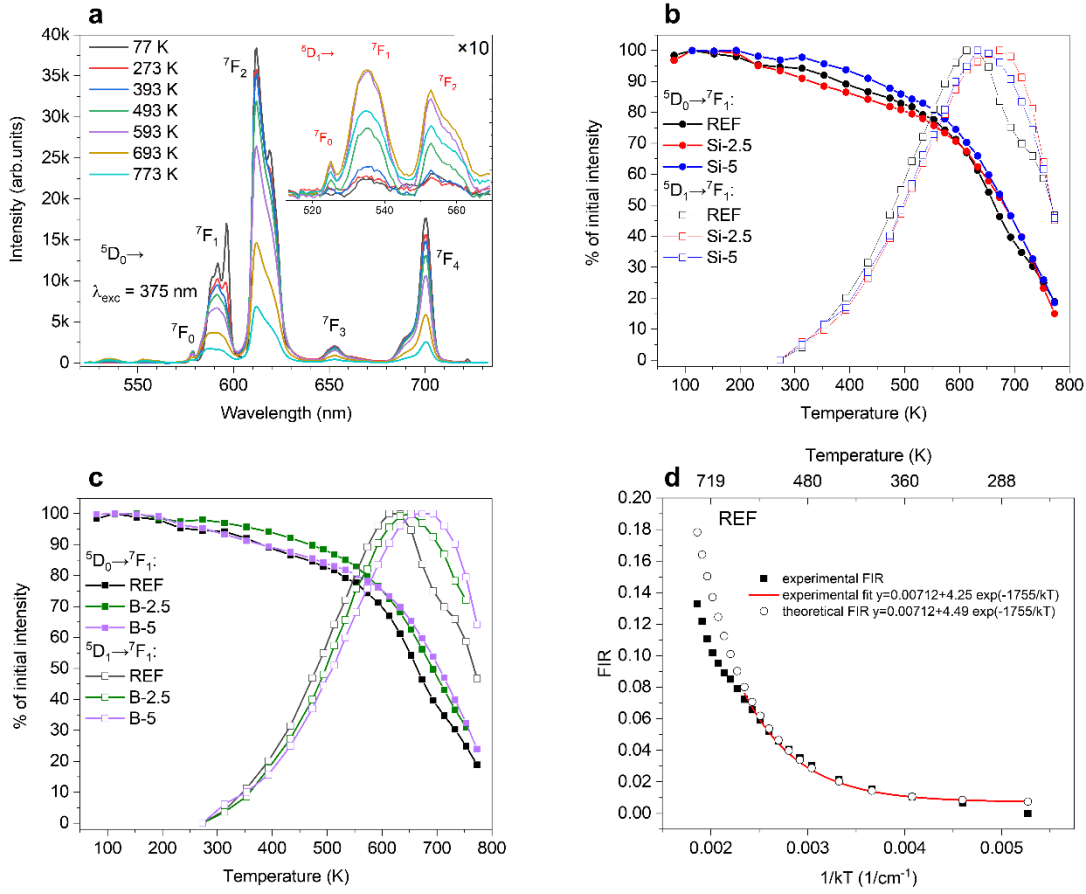 a
40k
35k
30k
25k
20k
15k
10k
5k
0
Intensity (arb.units)
77 K
273 K
393 K
493 K
593 K
693 K
773 K
⁵D₀→
λexc = 375 nm
⁷F₀
⁷F₁
⁷F₂
⁷F₃
⁷F₄
×10
⁵D₁→
⁷F₀
⁷F₁
⁷F₂
520 540 560
550 600 650 700
Wavelength (nm)
b
100
90
80
70
60
50
40
30
20
10
0
% of initial intensity
⁵D₀→⁷F₁:
REF
Si-2.5
Si-5
⁵D₁→⁷F₁:
REF
Si-2.5
Si-5
100 200 300 400 500 600 700 800
Temperature (K)
c
100
90
80
70
60
50
40
30
20
10
0
% of initial intensity
⁵D₀→⁷F₁:
REF
B-2.5
B-5
⁵D₁→⁷F₁:
REF
B-2.5
B-5
100 200 300 400 500 600 700 800
Temperature (K)
Temperature (K)
d
719 480 360 288
0.20
0.18
0.16
0.14
0.12
0.10
0.08
0.06
0.04
0.02
0.00
FIR
REF
experimental FIR
experimental fit y=0.00712+4.25 exp(-1755/kT)
theoretical FIR y=0.00712+4.49 exp(-1755/kT)
0.002 0.003 0.004 0.005
1/kT (1/cm⁻¹)